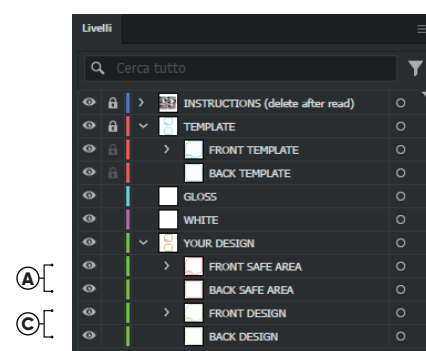 Livelli
Cerca tutto
INSTRUCTIONS (delete after read)
TEMPLATE
FRONT TEMPLATE
BACK TEMPLATE
GLOSS
WHITE
YOUR DESIGN
A
FRONT SAFE AREA
BACK SAFE AREA
C
FRONT DESIGN
BACK DESIGN